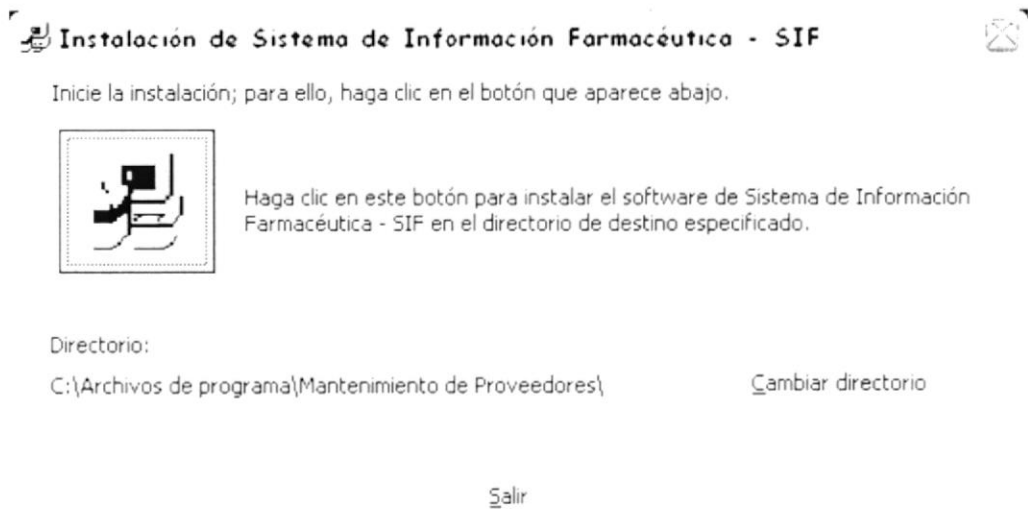 Instalación de Sistema de Información Farmacéutica - SIF
Inicie la instalación; para ello, haga clic en el botón que aparece abajo.
Haga clic en este botón para instalar el software de Sistema de Información
Farmacéutica - SIF en el directorio de destino especificado.
Directorio:
C:\Archivos de programa\Mantenimiento de Proveedores\ Cambiar directorio
Salir